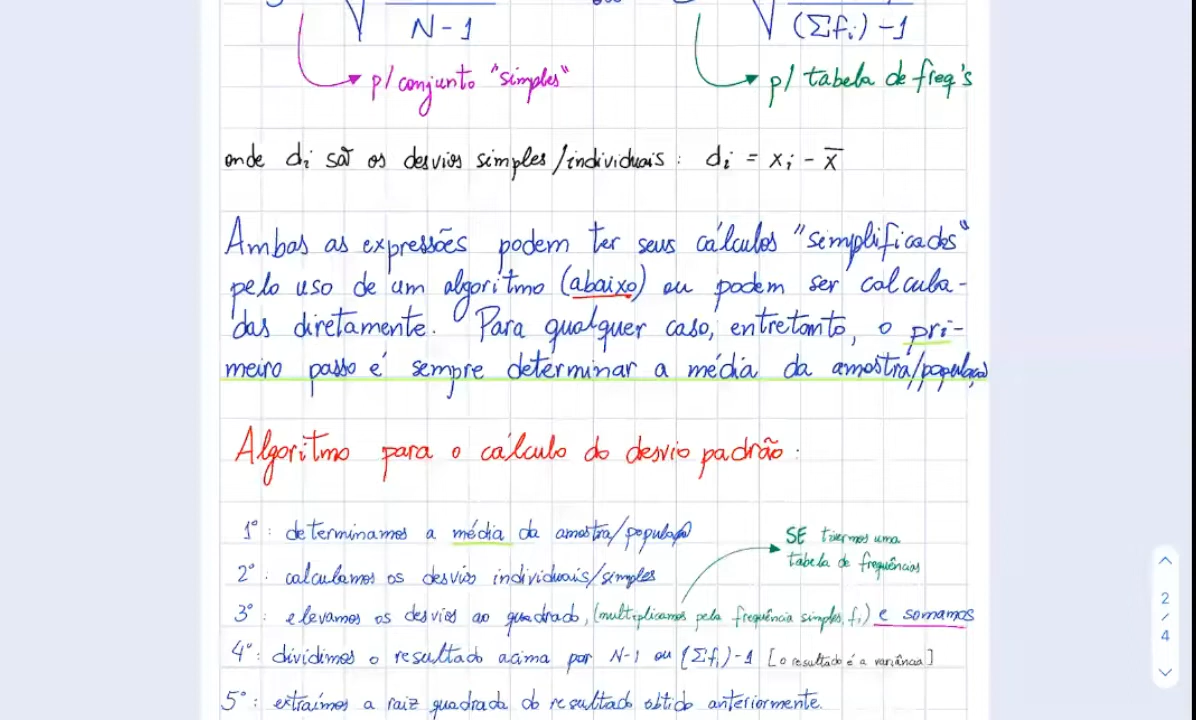 N-1
(Σfi)-1
p/ conjunto "simples"
p/ tabela de freq's
onde di são os desvios simples/individuais: di = xi - x̅
Ambas as expressões podem ter seus cálculos "simplificados"
pelo uso de um algoritmo (abaixo) ou podem ser calcula-
das diretamente. Para qualquer caso, entretanto, o pri-
meiro passo é sempre determinar a média da amostra/população
Algoritmo para o cálculo do desvio padrão:
SE tivermos uma
tabela de frequências
1º: determinamos a média da amostra/população
2º: calculamos os desvios individuais/simples
3º: elevamos os desvios ao quadrado, (multiplicamos pela frequência simples, fi) e somamos
4º: dividimos o resultado acima por N-1 ou (Σfi)-1 [o resultado é a variância]
5º: extraímos a raiz quadrada do resultado obtido anteriormente.
2
/
4